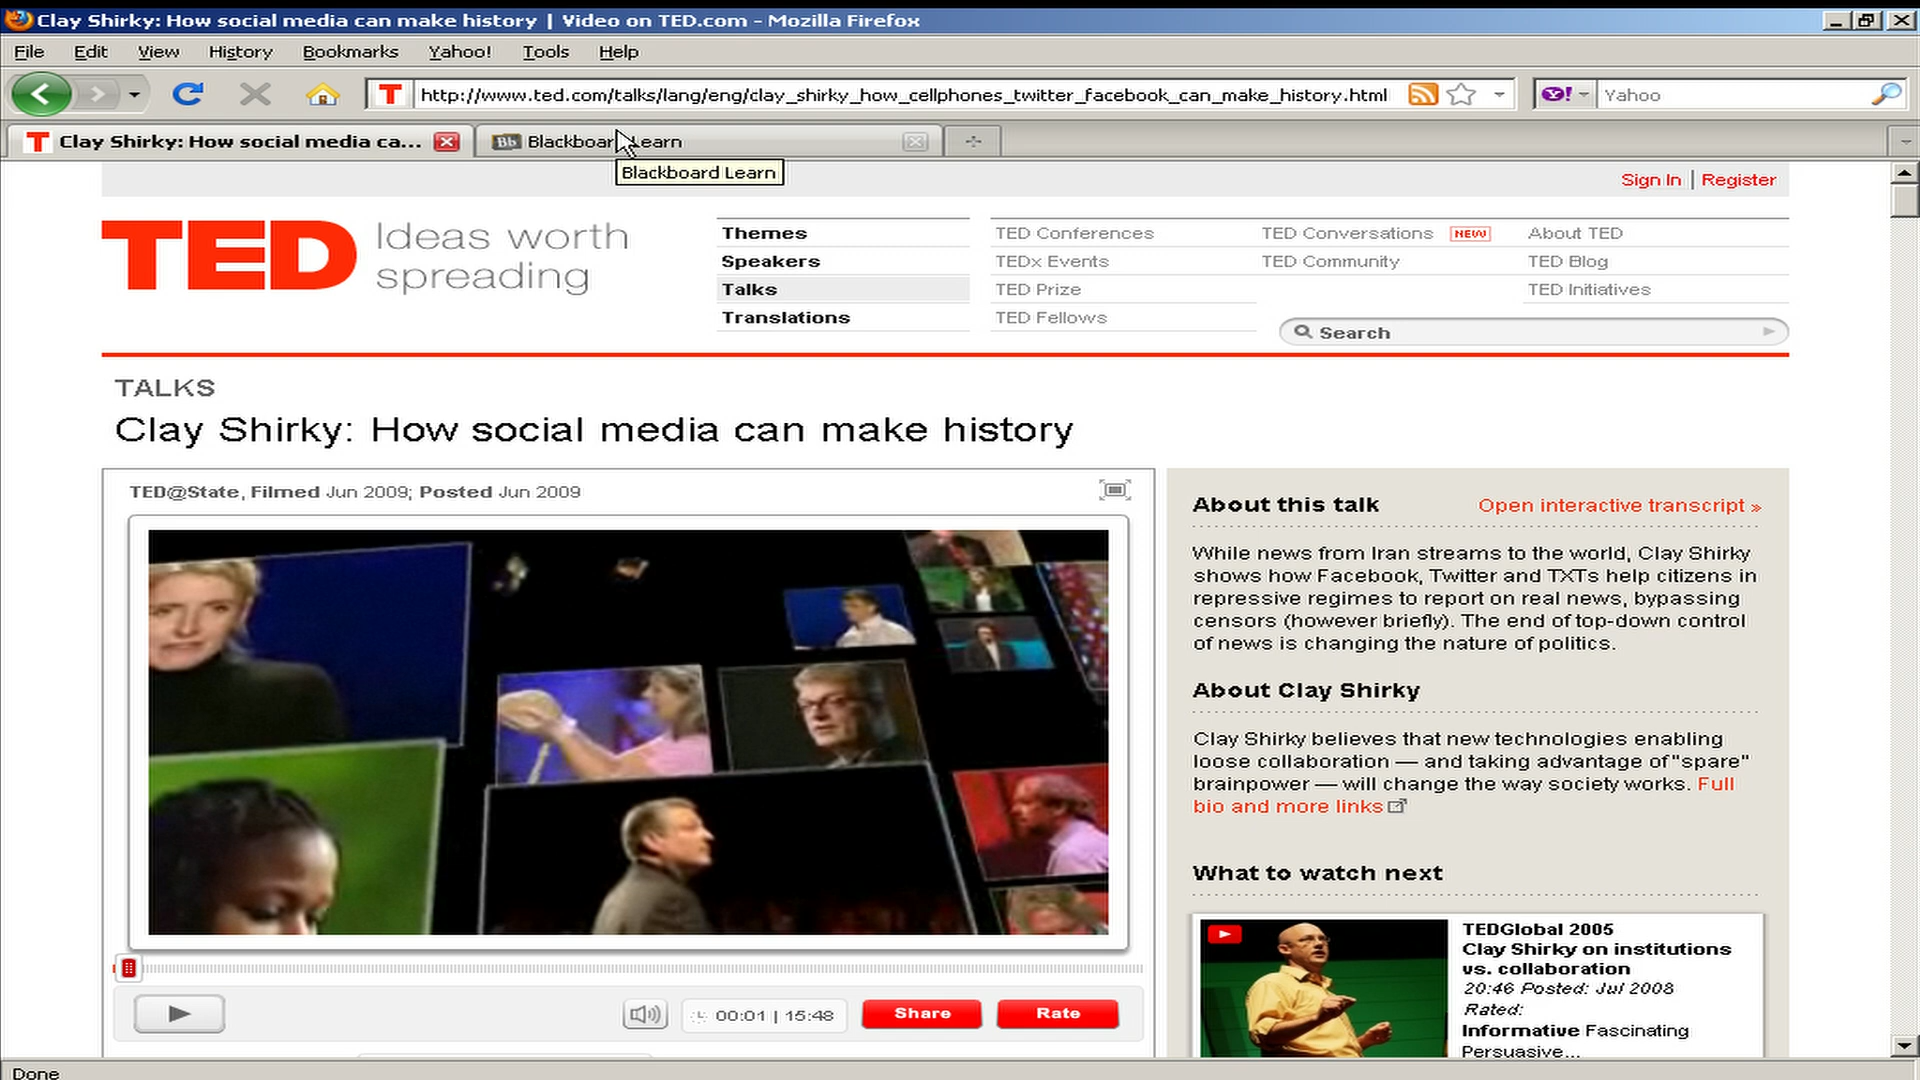 Clay Shirky: How social media can make history | Video on TED.com - Mozilla Firefox
File Edit View History Bookmarks Yahoo! Tools Help
T http://www.ted.com/talks/lang/eng/clay_shirky_how_cellphones_twitter_facebook_can_make_history.html Y! Yahoo
T Clay Shirky: How social media ca... Bb Blackboar Learn
Blackboard Learn
Sign In | Register
TED Ideas worth
spreading
Themes
Speakers
Talks
Translations
TED Conferences
TEDx Events
TED Prize
TED Fellows
TED Conversations NEW
TED Community
About TED
TED Blog
TED Initiatives
Search
TALKS
Clay Shirky: How social media can make history
TED@State, Filmed Jun 2009; Posted Jun 2009
00:01 | 15:48
Share
Rate
About this talk
Open interactive transcript »
While news from Iran streams to the world, Clay Shirky
shows how Facebook, Twitter and TXTs help citizens in
repressive regimes to report on real news, bypassing
censors (however briefly). The end of top-down control
of news is changing the nature of politics.
About Clay Shirky
Clay Shirky believes that new technologies enabling
loose collaboration — and taking advantage of "spare"
brainpower — will change the way society works. Full
bio and more links
What to watch next
TEDGlobal 2005
Clay Shirky on institutions
vs. collaboration
20:46 Posted: Jul 2008
Rated:
Informative Fascinating
Persuasive...
Done